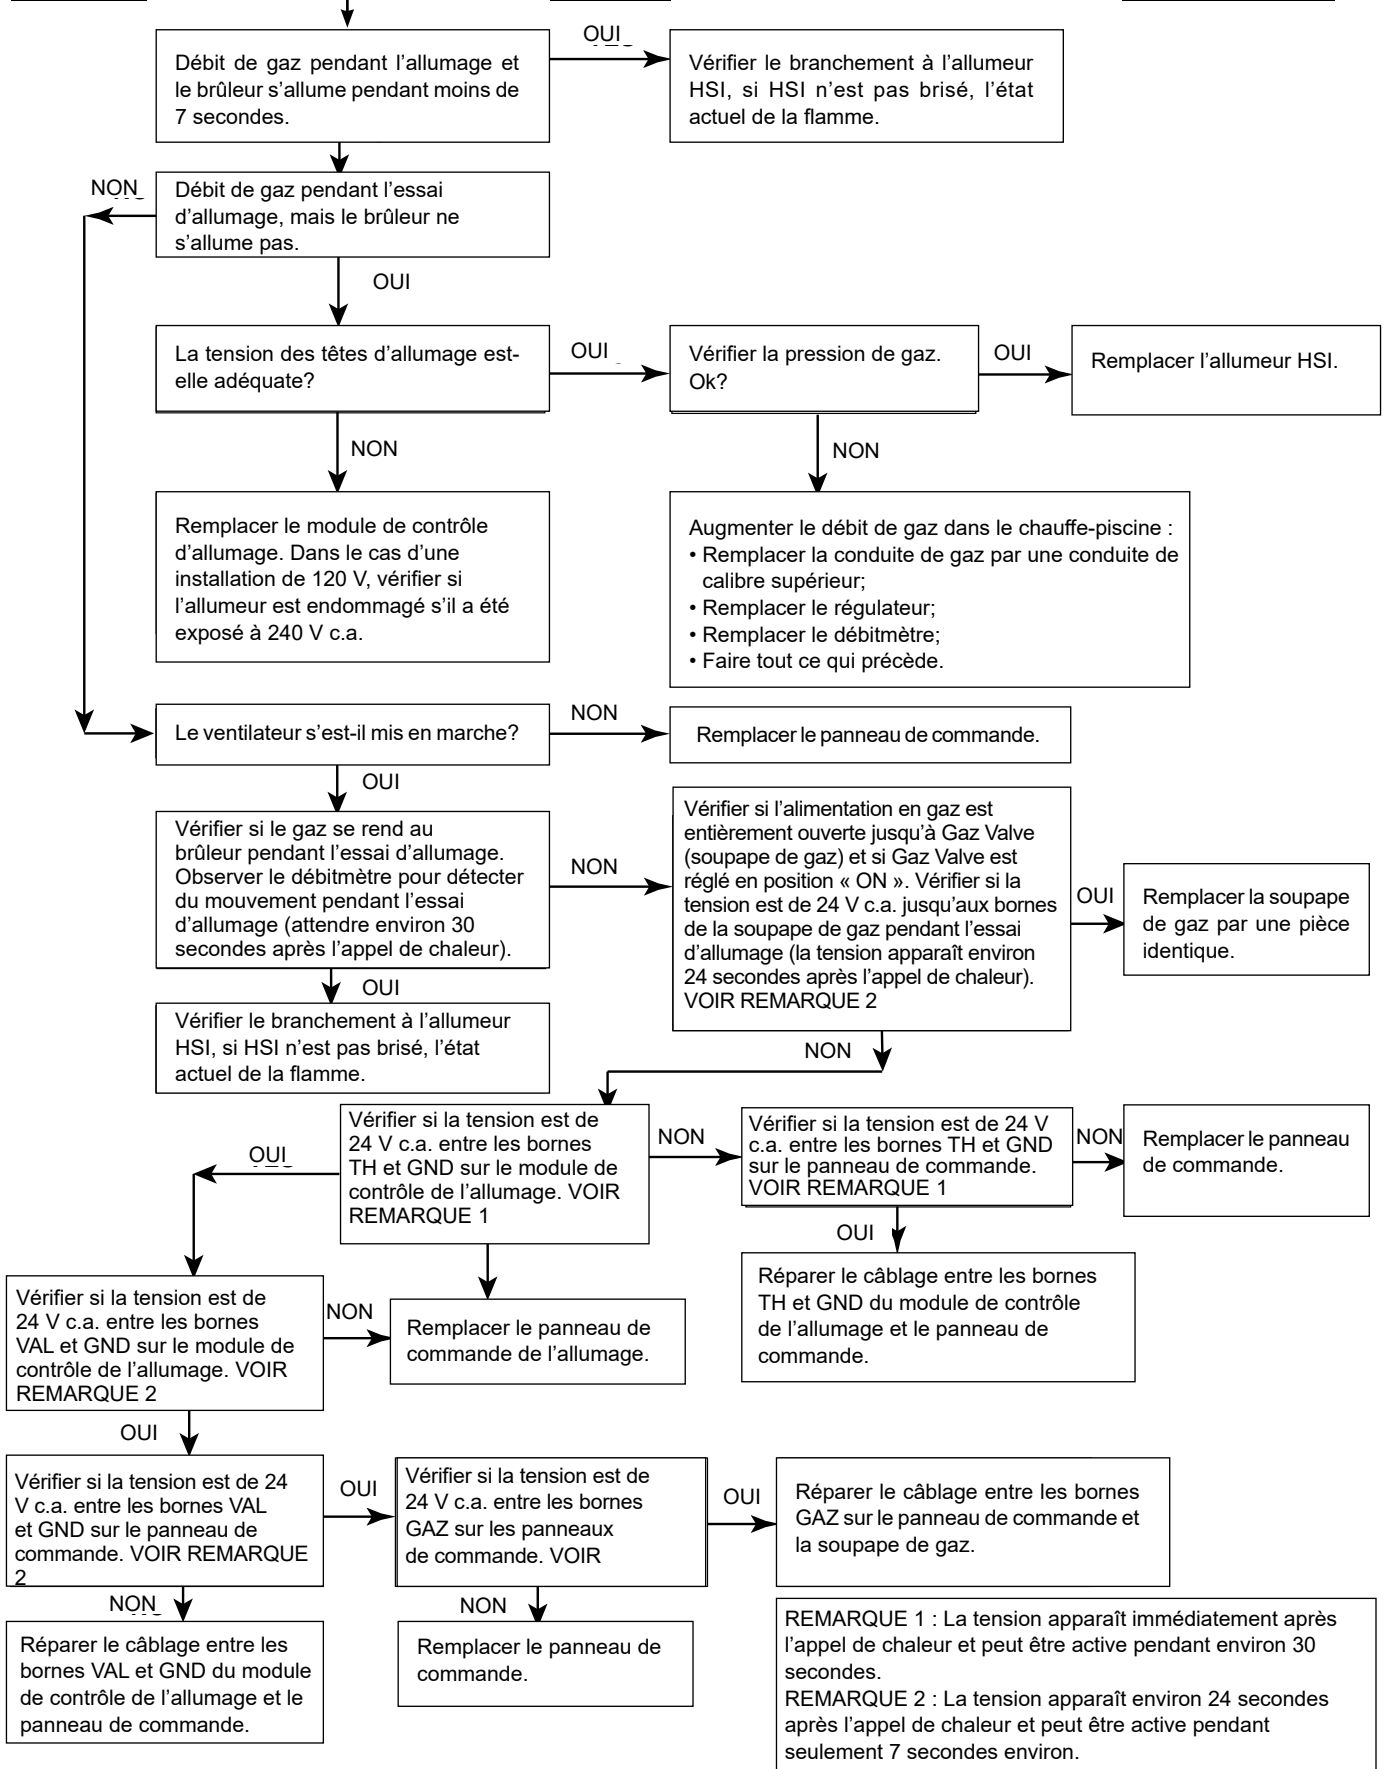 OUI
Débit de gaz pendant l’allumage et
le brûleur s’allume pendant moins de
7 secondes.
Vérifier le branchement à l’allumeur
HSI, si HSI n’est pas brisé, l’état
actuel de la flamme.
NON
Débit de gaz pendant l’essai
d’allumage, mais le brûleur ne
s’allume pas.
OUI
La tension des têtes d’allumage est-
elle adéquate?
OUI
Vérifier la pression de gaz.
Ok?
OUI
Remplacer l’allumeur HSI.
NON
NON
Remplacer le module de contrôle
d’allumage. Dans le cas d’une
installation de 120 V, vérifier si
l’allumeur est endommagé s’il a été
exposé à 240 V c.a.
Augmenter le débit de gaz dans le chauffe-piscine :
• Remplacer la conduite de gaz par une conduite de
calibre supérieur;
• Remplacer le régulateur;
• Remplacer le débitmètre;
• Faire tout ce qui précède.
Le ventilateur s’est-il mis en marche?
NON
Remplacer le panneau de commande.
OUI
Vérifier si le gaz se rend au
brûleur pendant l’essai d’allumage.
Observer le débitmètre pour détecter
du mouvement pendant l’essai
d’allumage (attendre environ 30
secondes après l’appel de chaleur).
NON
Vérifier si l’alimentation en gaz est
entièrement ouverte jusqu’à Gaz Valve
(soupape de gaz) et si Gaz Valve est
réglé en position « ON ». Vérifier si la
tension est de 24 V c.a. jusqu’aux bornes
de la soupape de gaz pendant l’essai
d’allumage (la tension apparaît environ
24 secondes après l’appel de chaleur).
VOIR REMARQUE 2
OUI
Remplacer la soupape
de gaz par une pièce
identique.
OUI
Vérifier le branchement à l’allumeur
HSI, si HSI n’est pas brisé, l’état
actuel de la flamme.
NON
OUI
Vérifier si la tension est de
24 V c.a. entre les bornes
TH et GND sur le module de
contrôle de l’allumage. VOIR
REMARQUE 1
NON
Vérifier si la tension est de 24 V
c.a. entre les bornes TH et GND
sur le panneau de commande.
VOIR REMARQUE 1
NON
Remplacer le panneau
de commande.
OUI
Réparer le câblage entre les bornes
TH et GND du module de contrôle
de l’allumage et le panneau de
commande.
Vérifier si la tension est de
24 V c.a. entre les bornes
VAL et GND sur le module de
contrôle de l’allumage. VOIR
REMARQUE 2
NON
Remplacer le panneau de
commande de l’allumage.
OUI
Vérifier si la tension est de 24
V c.a. entre les bornes VAL
et GND sur le panneau de
commande. VOIR REMARQUE
2
OUI
Vérifier si la tension est de
24 V c.a. entre les bornes
GAZ sur les panneaux
de commande. VOIR
OUI
Réparer le câblage entre les bornes
GAZ sur le panneau de commande et
la soupape de gaz.
NON
NON
Réparer le câblage entre les
bornes VAL et GND du module
de contrôle de l’allumage et le
panneau de commande.
Remplacer le panneau de
commande.
REMARQUE 1 : La tension apparaît immédiatement après
l’appel de chaleur et peut être active pendant environ 30
secondes.
REMARQUE 2 : La tension apparaît environ 24 secondes
après l’appel de chaleur et peut être active pendant
seulement 7 secondes environ.